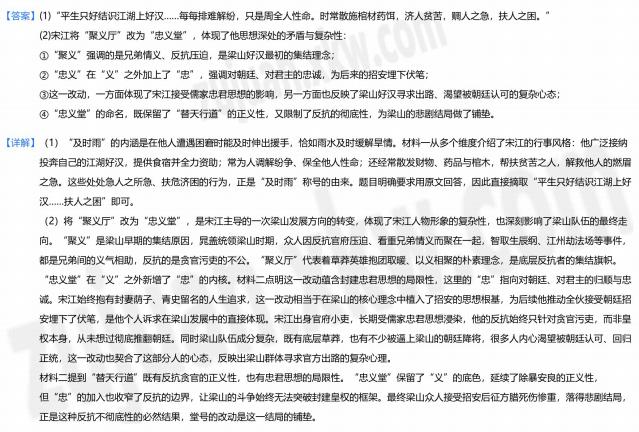 【答案】(1)“平生只好结识江湖上好汉……每每排难解纷，只是周全人性命。时常散施棺材药饵，济人贫苦，赒人之急，扶人之困。”
(2)宋江将“聚义厅”改为“忠义堂”，体现了他思想深处的矛盾与复杂性：
①“聚义”强调的是兄弟情义、反抗压迫，是梁山好汉最初的集结理念；
②“忠义”在“义”之外加上了“忠”，强调对朝廷、对君主的忠诚，为后来的招安埋下伏笔；
③这一改动，一方面体现了宋江接受儒家忠君思想的影响，另一方面也反映了梁山好汉寻求出路、渴望被朝廷认可的复杂心态；
④“忠义堂”的命名，既保留了“替天行道”的正义性，又限制了反抗的彻底性，为梁山的悲剧结局做了铺垫。
【详解】（1）“及时雨”的内涵是在他人遭遇困窘时能及时伸出援手，恰如雨水及时缓解旱情。材料一从多个维度介绍了宋江的行事风格：他广泛接纳
投奔自己的江湖好汉，提供食宿并全力资助；常为人调解纷争、保全他人性命；还经常散发财物、药品与棺木，帮扶贫苦之人，解救他人的燃眉
之急。这些处处急人之所急、扶危济困的行为，正是“及时雨”称号的由来。题目明确要求用原文回答，因此直接摘取“平生只好结识江湖上好
汉……扶人之困”即可。
（2）将“聚义厅”改为“忠义堂”，是宋江主导的一次梁山发展方向的转变，体现了宋江人物形象的复杂性，也深刻影响了梁山队伍的最终走
向。“聚义”是梁山早期的集结原因，晁盖统领梁山时期，众人因反抗官府压迫、看重兄弟情义而聚在一起，智取生辰纲、江州劫法场等事件，
都是兄弟间的义气相助，反抗的是贪官污吏的不公。“聚义厅”代表着草莽英雄抱团取暖、以义相聚的朴素理念，是底层反抗者的集结旗帜。
“忠义堂”在“义”之外新增了“忠”的内核。材料二点明这一改动蕴含封建忠君思想的局限性，这里的“忠”指向对朝廷、对君主的归顺与忠
诚。宋江始终抱有封妻荫子、青史留名的人生追求，这一改动相当于在梁山的核心理念中植入了招安的思想根基，为后续他推动全伙接受朝廷招
安埋下了伏笔，是他个人诉求在梁山发展中的直接体现。宋江出身官府小吏，长期受儒家忠君思想浸染，他的反抗始终只针对贪官污吏，而非皇
权本身，从未想过彻底推翻朝廷。同时梁山队伍成分复杂，既有底层草莽，也有不少被逼上梁山的朝廷降将，很多人内心渴望被朝廷认可、回归
正统，这一改动也契合了这部分人的心态，反映出梁山群体寻求官方出路的复杂心理。
材料二提到“替天行道”既有反抗贪官的正义性，也有忠君思想的局限性。“忠义堂”保留了“义”的底色，延续了除暴安良的正义性，
但“忠”的加入也收窄了反抗的边界，让梁山的斗争始终无法突破封建皇权的框架。最终梁山众人接受招安后征方腊死伤惨重，落得悲剧结局，
正是这种反抗不彻底性的必然结果，堂号的改动是这一结局的铺垫。